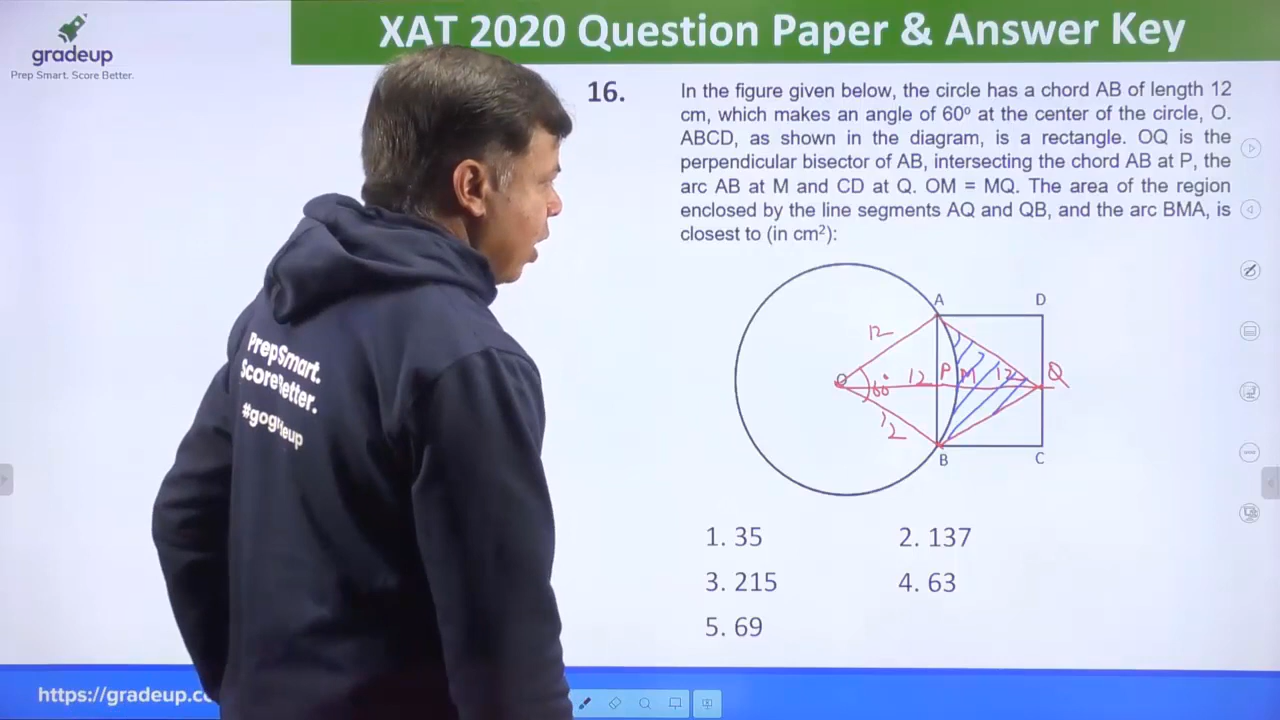 gradeup
Prep Smart. Score Better.
XAT 2020 Question Paper & Answer Key
16.
In the figure given below, the circle has a chord AB of length 12
cm, which makes an angle of 60º at the center of the circle, O.
ABCD, as shown in the diagram, is a rectangle. OQ is the
perpendicular bisector of AB, intersecting the chord AB at P, the
arc AB at M and CD at Q. OM = MQ. The area of the region
enclosed by the line segments AQ and QB, and the arc BMA, is
closest to (in cm²):
A
D
12
O
60°
12
P
M
12
Q
12
B
C
PrepSmart.
ScoreBetter.
1. 35
2. 137
3. 215
4. 63
5. 69